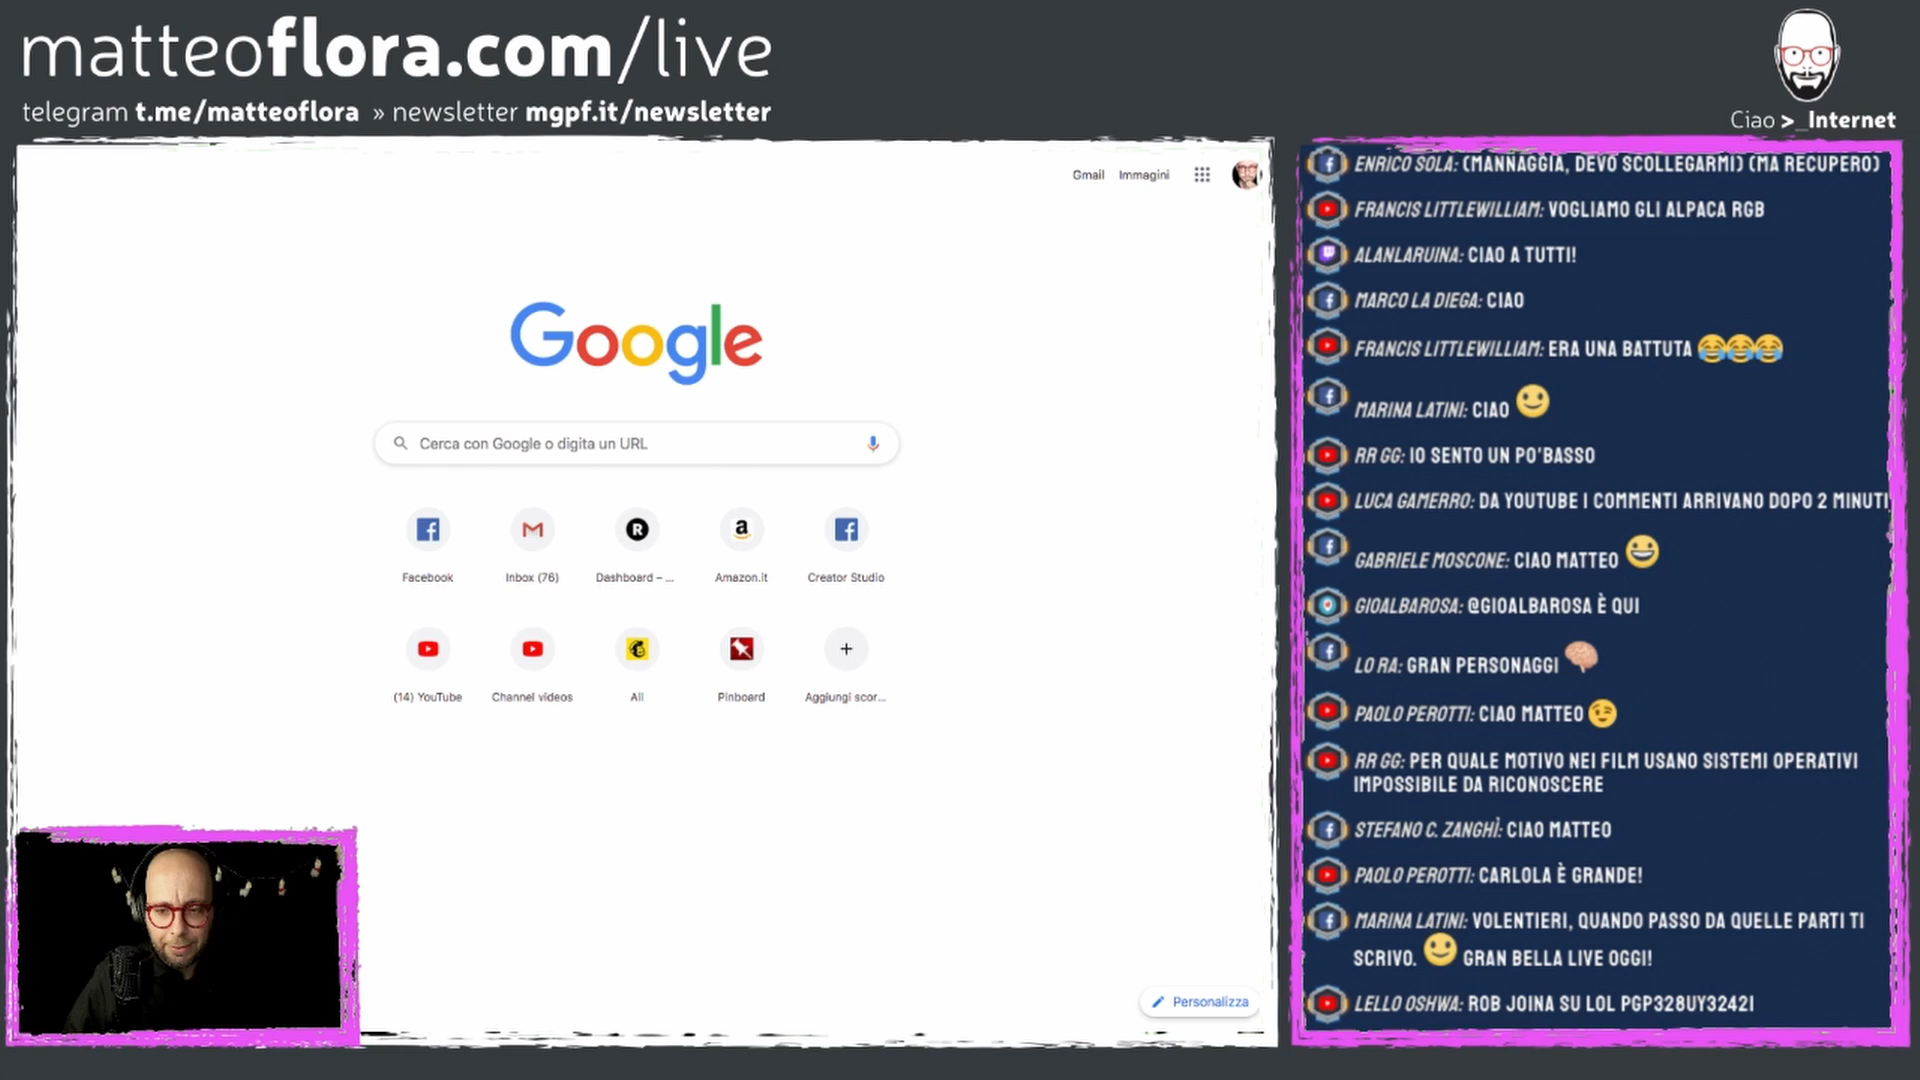 matteoflora.com/live
telegram t.me/matteoflora » newsletter mgpf.it/newsletter
Ciao >_Internet
Gmail Immagini
Google
Cerca con Google o digita un URL
Facebook Inbox (76) Dashboard – ... Amazon.it Creator Studio
(14) YouTube Channel videos All Pinboard Aggiungi scor...
Personalizza
ENRICO SOLA: (MANNAGGIA, DEVO SCOLLEGARMI) (MA RECUPERO)
FRANCIS LITTLEWILLIAM: VOGLIAMO GLI ALPACA RGB
ALANLARUINA: CIAO A TUTTI!
MARCO LA DIEGA: CIAO
FRANCIS LITTLEWILLIAM: ERA UNA BATTUTA 😂😂😂
MARINA LATINI: CIAO 🙂
RR GG: IO SENTO UN PO'BASSO
LUCA GAMERRO: DA YOUTUBE I COMMENTI ARRIVANO DOPO 2 MINUTI
GABRIELE MOSCONE: CIAO MATTEO 😀
GIOALBAROSA: @GIOALBAROSA È QUI
LO RA: GRAN PERSONAGGI 🧠
PAOLO PEROTTI: CIAO MATTEO 😉
RR GG: PER QUALE MOTIVO NEI FILM USANO SISTEMI OPERATIVI
IMPOSSIBILE DA RICONOSCERE
STEFANO C. ZANGHÌ: CIAO MATTEO
PAOLO PEROTTI: CARLOLA È GRANDE!
MARINA LATINI: VOLENTIERI, QUANDO PASSO DA QUELLE PARTI TI
SCRIVO. 🙂 GRAN BELLA LIVE OGGI!
LELLO OSHWA: ROB JOINA SU LOL PGP328UY3242I